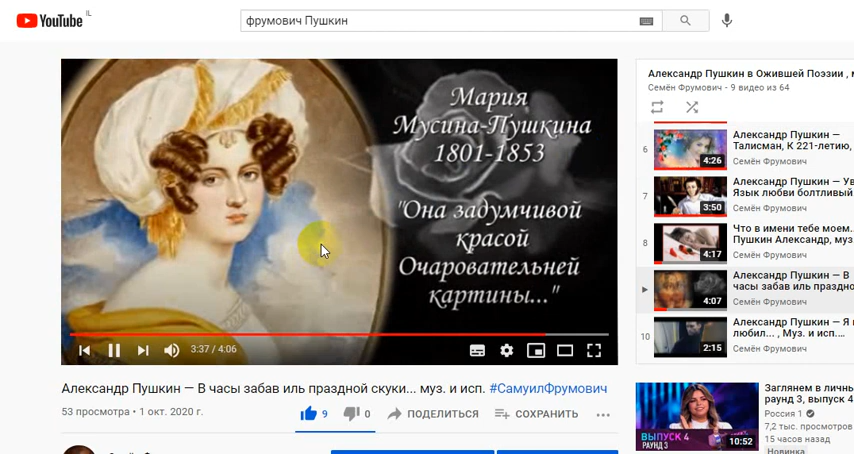 YouTube IL
фрумович Пушкин
Мария
Мусина-Пушкина
1801-1853
"Она задумчивой
красой
Очаровательней
картины..."
3:37 / 4:06
Александр Пушкин — В часы забав иль праздной скуки... муз. и исп. #СамуилФрумович
53 просмотра • 1 окт. 2020 г.
9
0
ПОДЕЛИТЬСЯ
СОХРАНИТЬ
Александр Пушкин в Ожившей Поэзии ,
Семён Фрумович - 9 видео из 64
6
4:26
Александр Пушкин —
Талисман, К 221-летию,
Семён Фрумович
7
3:50
Александр Пушкин — Ув
Язык любви болтливый
Семён Фрумович
8
4:17
Что в имени тебе моем..
Пушкин Александр, муз
Семён Фрумович
4:07
Александр Пушкин — В
часы забав иль праздно
Семён Фрумович
10
2:15
Александр Пушкин — Я
любил... , Муз. и исп....
Семён Фрумович
ВЫПУСК 4
РАУНД 3
10:52
Заглянем в личны
раунд 3, выпуск 4
Россия 1
7,2 тыс. просмотров
15 часов назад
Новинка